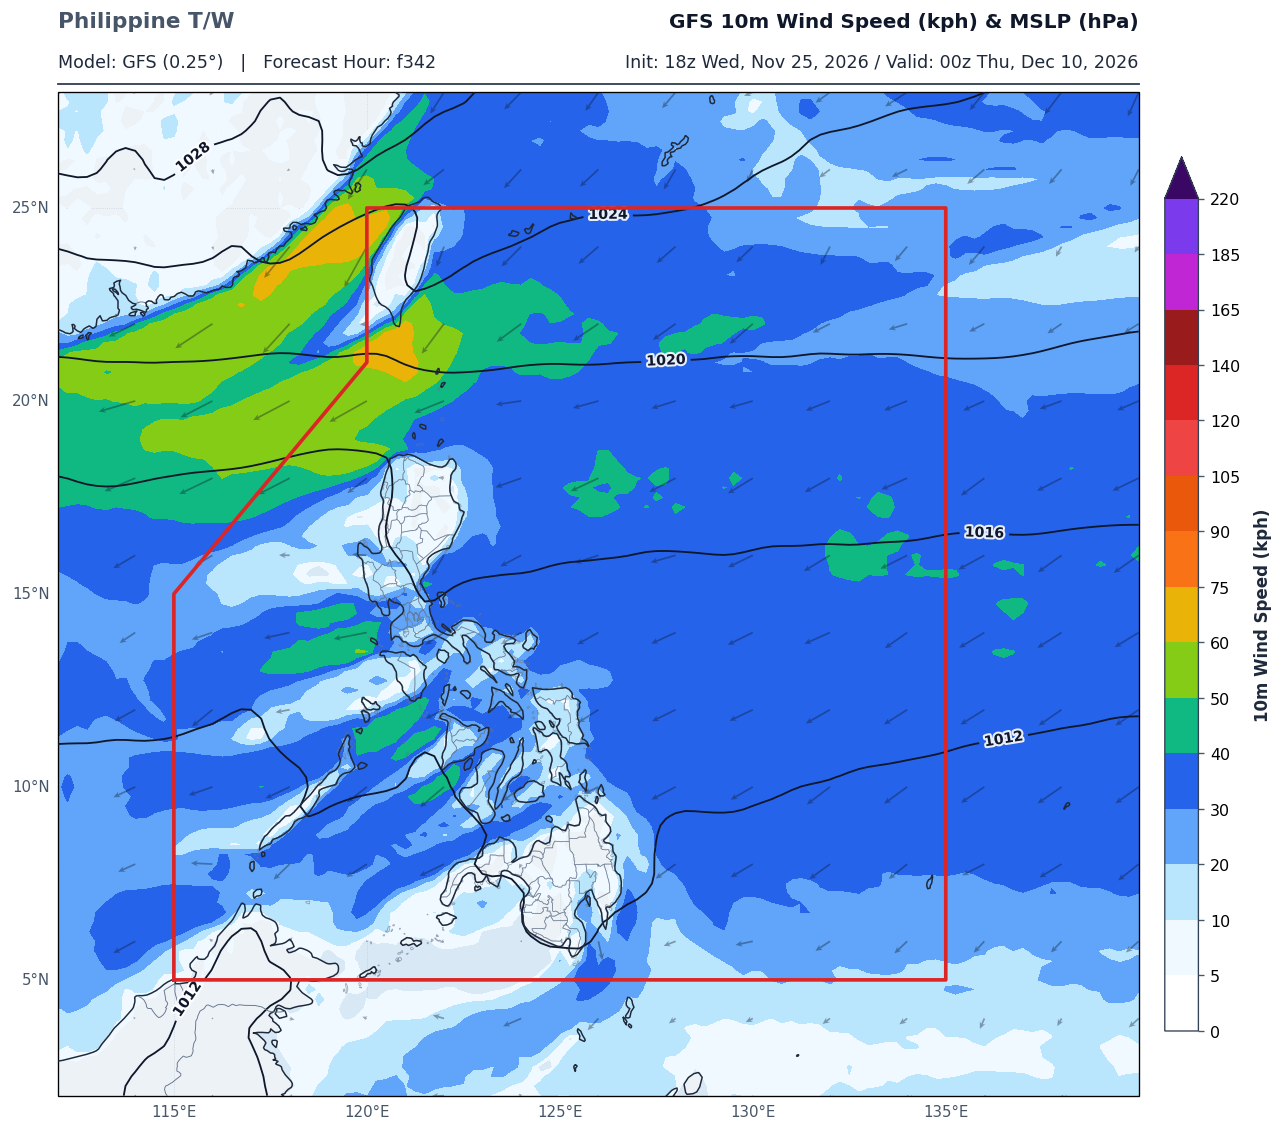 Philippine T/W
GFS 10m Wind Speed (kph) & MSLP (hPa)
Model: GFS (0.25°) | Forecast Hour: f342
Init: 18z Wed, Nov 25, 2026 / Valid: 00z Thu, Dec 10, 2026
1028
1024
1020
1016
1012
1012
25°N
20°N
15°N
10°N
5°N
115°E
120°E
125°E
130°E
135°E
220
185
165
140
120
105
90
75
60
50
40
30
20
10
5
0
10m Wind Speed (kph)